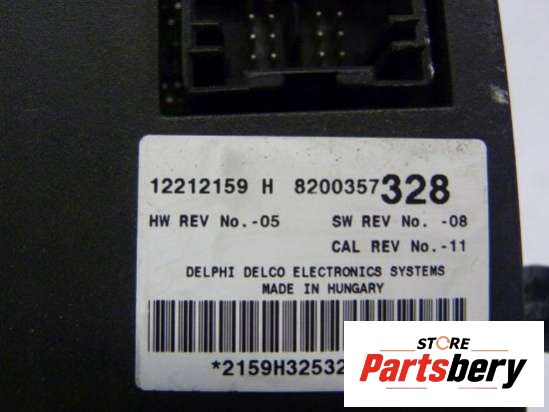 12212159 H 8200357328
HW REV No.-05 SW REV No. -08
CAL REV No.-11
DELPHI DELCO ELECTRONICS SYSTEMS
MADE IN HUNGARY
*2159H32532
STORE
Partsbery